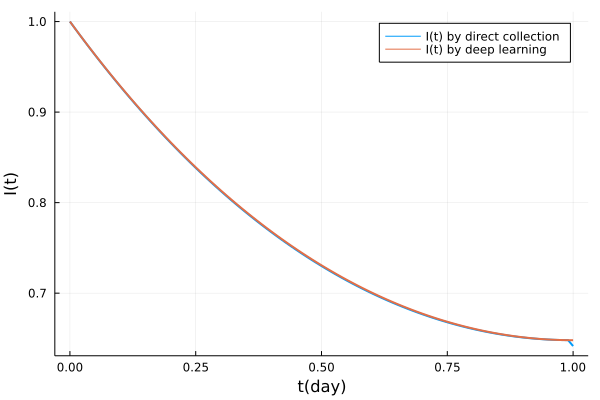 1.0
I(t) by direct collection
I(t) by deep learning
0.9
I(t)
0.8
0.7
0.00 0.25 0.50 0.75 1.00
t(day)